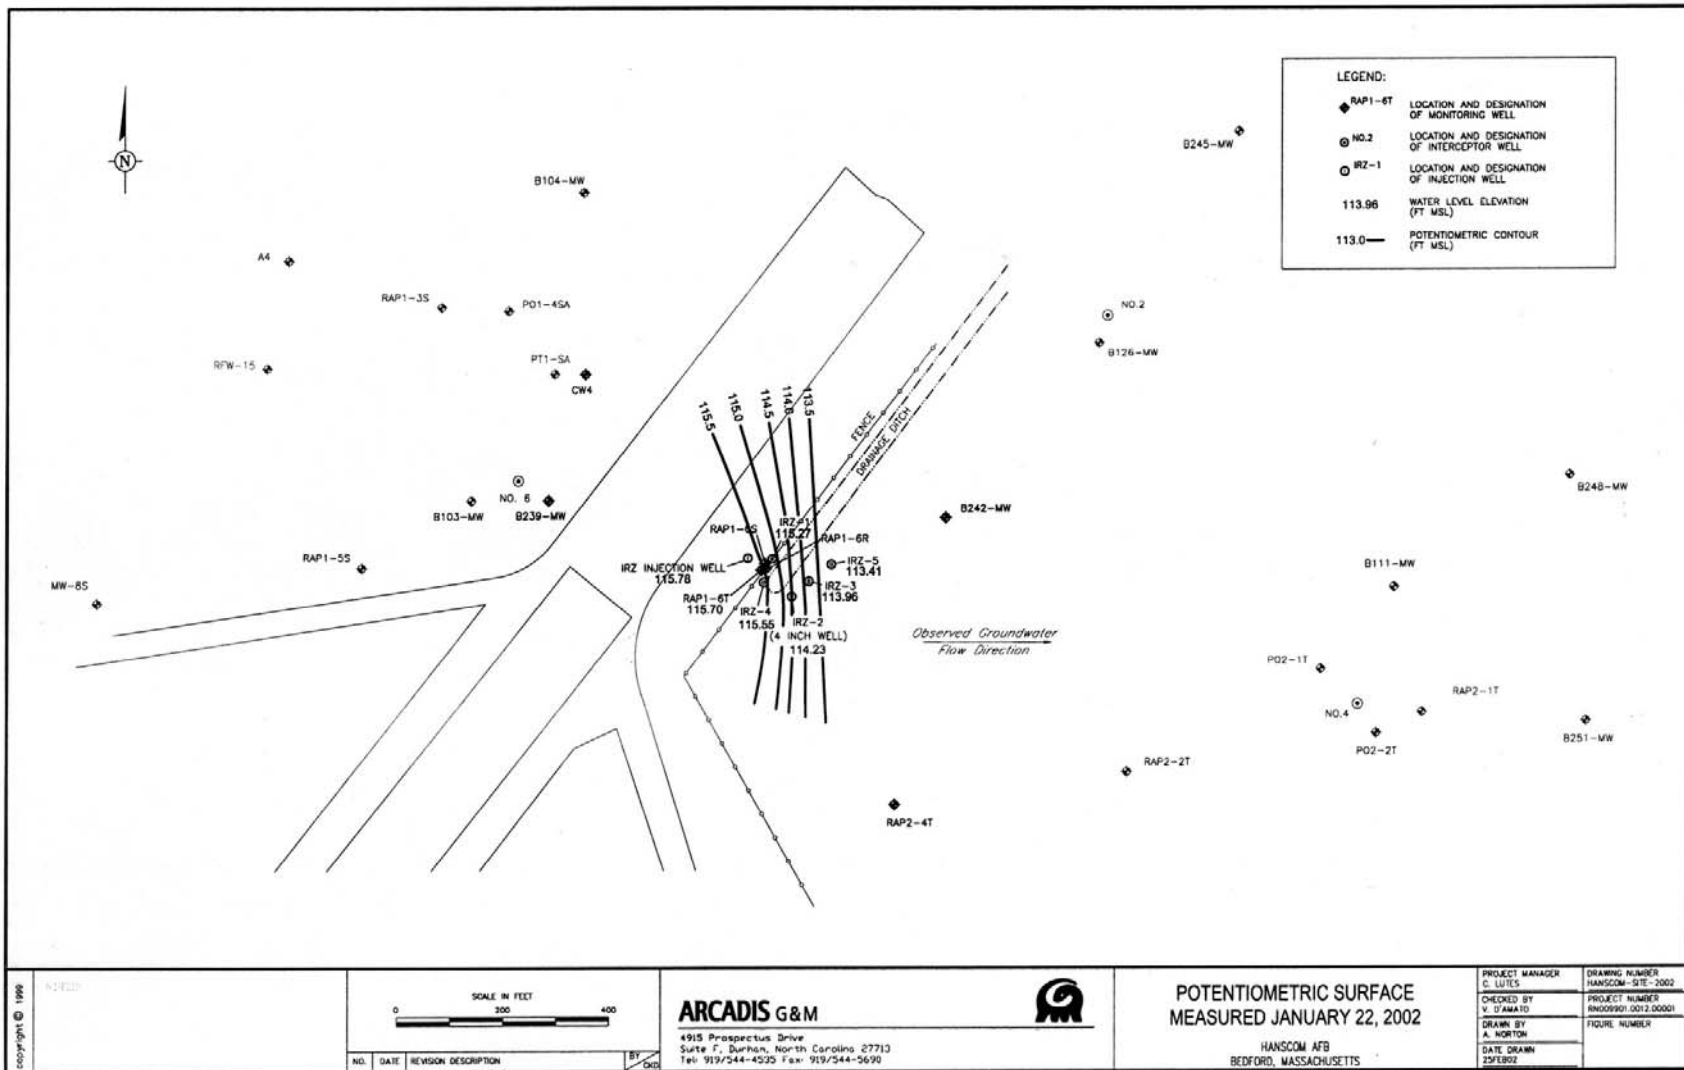 LEGEND:
RAP1-6T
LOCATION AND DESIGNATION
OF MONITORING WELL
NO.2
LOCATION AND DESIGNATION
OF INTERCEPTOR WELL
IRZ-1
LOCATION AND DESIGNATION
OF INJECTION WELL
113.96
WATER LEVEL ELEVATION
(FT MSL)
113.0
POTENTIOMETRIC CONTOUR
(FT MSL)
N
B245-MW
B104-MW
A4
RAP1-3S
PO1-4SA
NO.2
B126-MW
RFW-15
PT1-SA
CW4
115.5
115.0
114.5
114.0
113.5
FENCE
DRAINAGE DITCH
B248-MW
NO. 6
B103-MW
B239-MW
B242-MW
RAP1-6S
IRZ-1
115.27
RAP1-6R
RAP1-5S
IRZ INJECTION WELL
115.78
IRZ-5
113.41
B111-MW
MW-8S
RAP1-6T
115.70
IRZ-4
115.55
IRZ-3
113.96
IRZ-2
(4 INCH WELL)
114.23
Observed Groundwater
Flow Direction
PO2-1T
RAP2-1T
NO.4
PO2-2T
B251-MW
RAP2-2T
RAP2-4T
copyright © 1999
SCALE IN FEET
0 200 400
NO. DATE REVISION DESCRIPTION BY CKD
ARCADIS G&M
4915 Prospectus Drive
Suite F, Durham, North Carolina 27713
Tel: 919/544-4535 Fax: 919/544-5690
POTENTIOMETRIC SURFACE
MEASURED JANUARY 22, 2002
HANSCOM AFB
BEDFORD, MASSACHUSETTS
PROJECT MANAGER
C. LUTES
DRAWING NUMBER
HANSCOM-SITE-2002
CHECKED BY
V. D'AMATO
PROJECT NUMBER
RN009901.0012.00001
DRAWN BY
A. NORTON
FIGURE NUMBER
DATE DRAWN
25FEB02